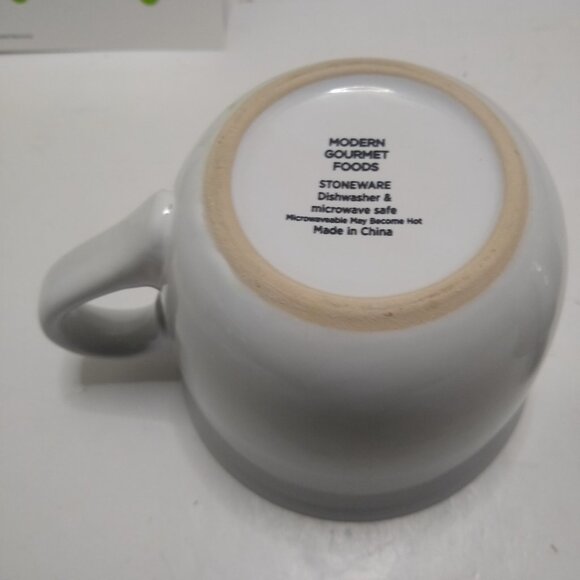 MODERN
GOURMET
FOODS
STONEWARE
Dishwasher &
microwave safe
Microwaveable May Become Hot
Made in China